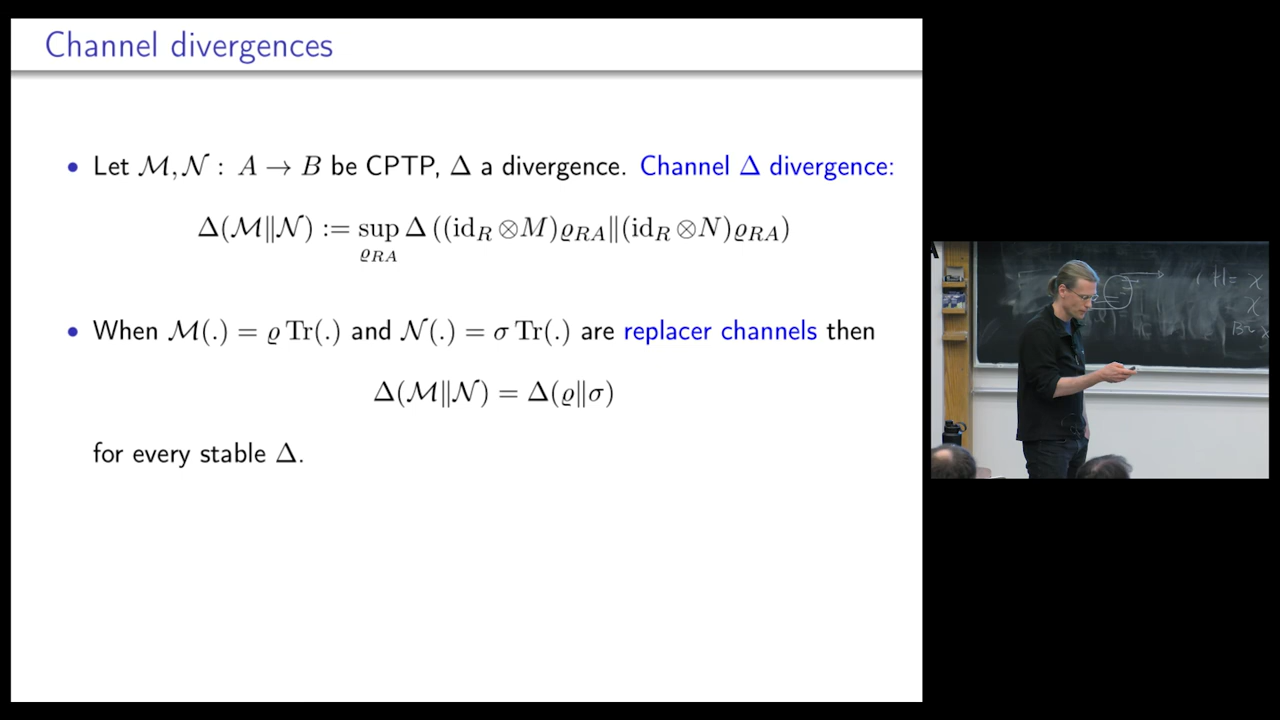 Channel divergences
• Let ℳ, 𝒩 : A → B be CPTP, Δ a divergence. Channel Δ divergence:
Δ(ℳ‖𝒩) := sup Δ ((id_R ⊗M)ϱ_RA‖(id_R ⊗N)ϱ_RA)
ϱ_RA
• When ℳ(.) = ϱ Tr(.) and 𝒩(.) = σ Tr(.) are replacer channels then
Δ(ℳ‖𝒩) = Δ(ϱ‖σ)
for every stable Δ.